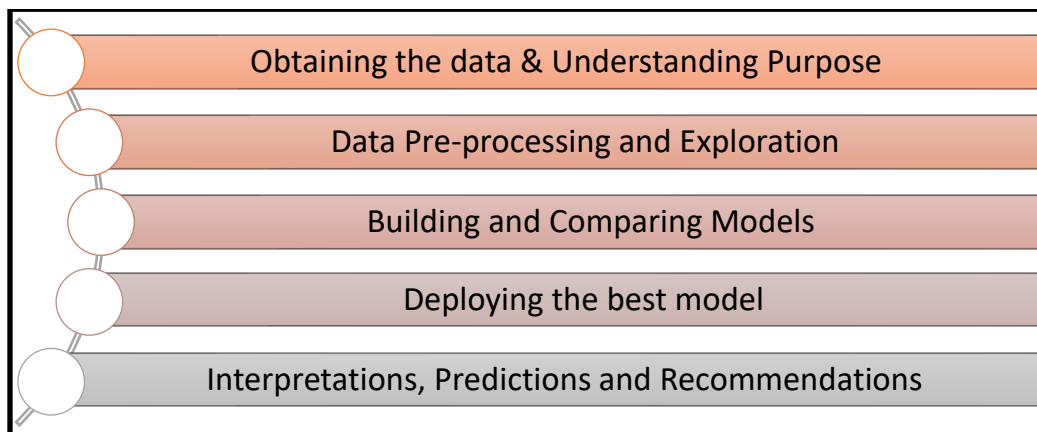 Obtaining the data & Understanding Purpose
Data Pre-processing and Exploration
Building and Comparing Models
Deploying the best model
Interpretations, Predictions and Recommendations